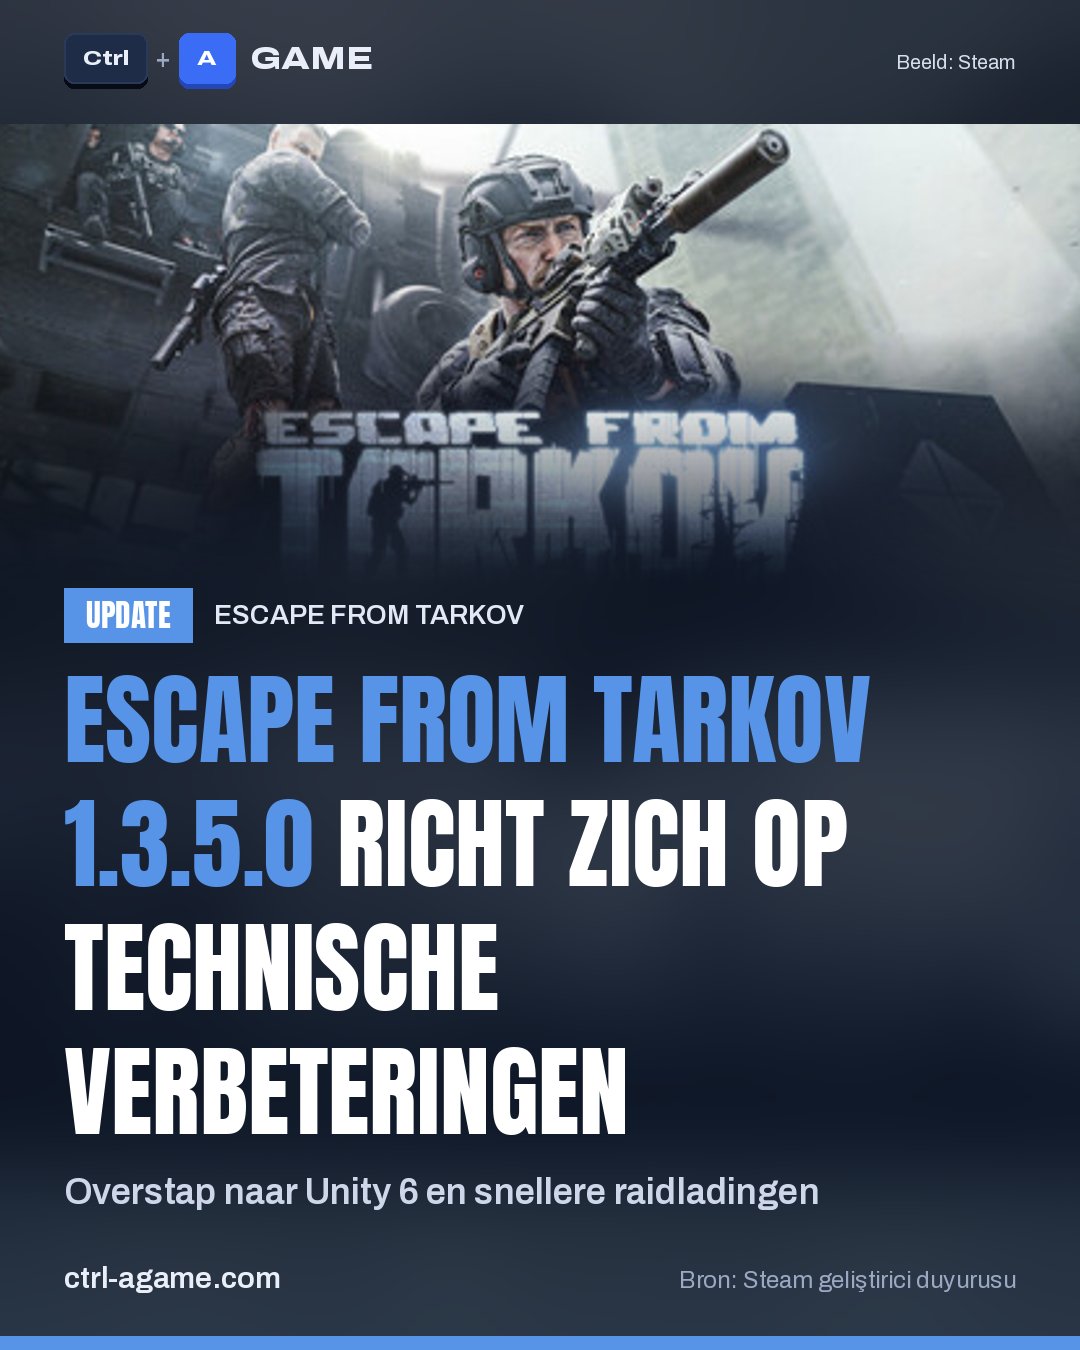 Ctrl + A GAME
Beeld: Steam
ESCAPE FROM
TARKOV
UPDATE ESCAPE FROM TARKOV
ESCAPE FROM TARKOV
1.3.5.0 RICHT ZICH OP
TECHNISCHE
VERBETERINGEN
Overstap naar Unity 6 en snellere raidladingen
ctrl-agame.com
Bron: Steam geliştirici duyurusu